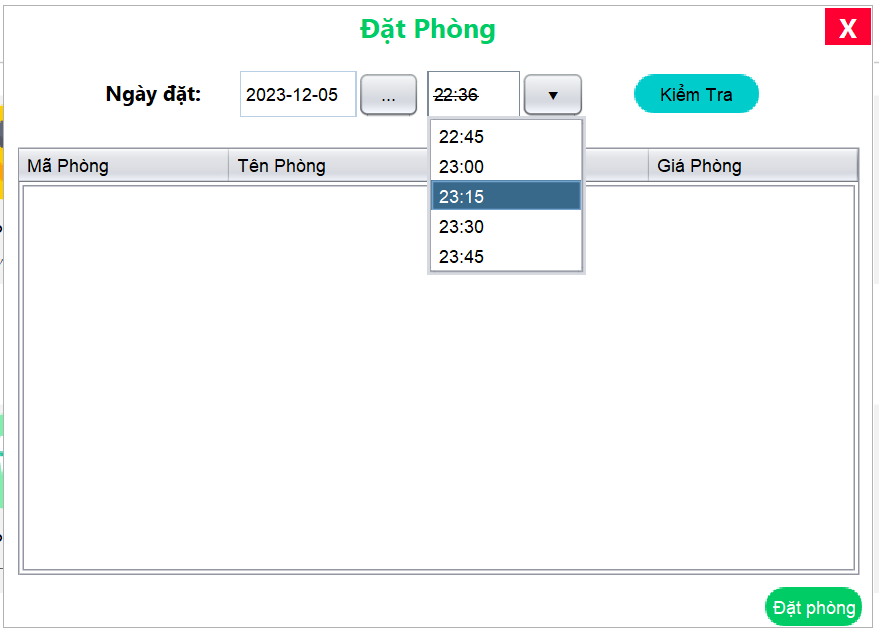 Đặt Phòng
X
Ngày đặt: 2023-12-05 ... 22:36 ▼ Kiểm Tra
22:45
23:00
23:15
23:30
23:45
Mã Phòng Tên Phòng Giá Phòng
Đặt phòng